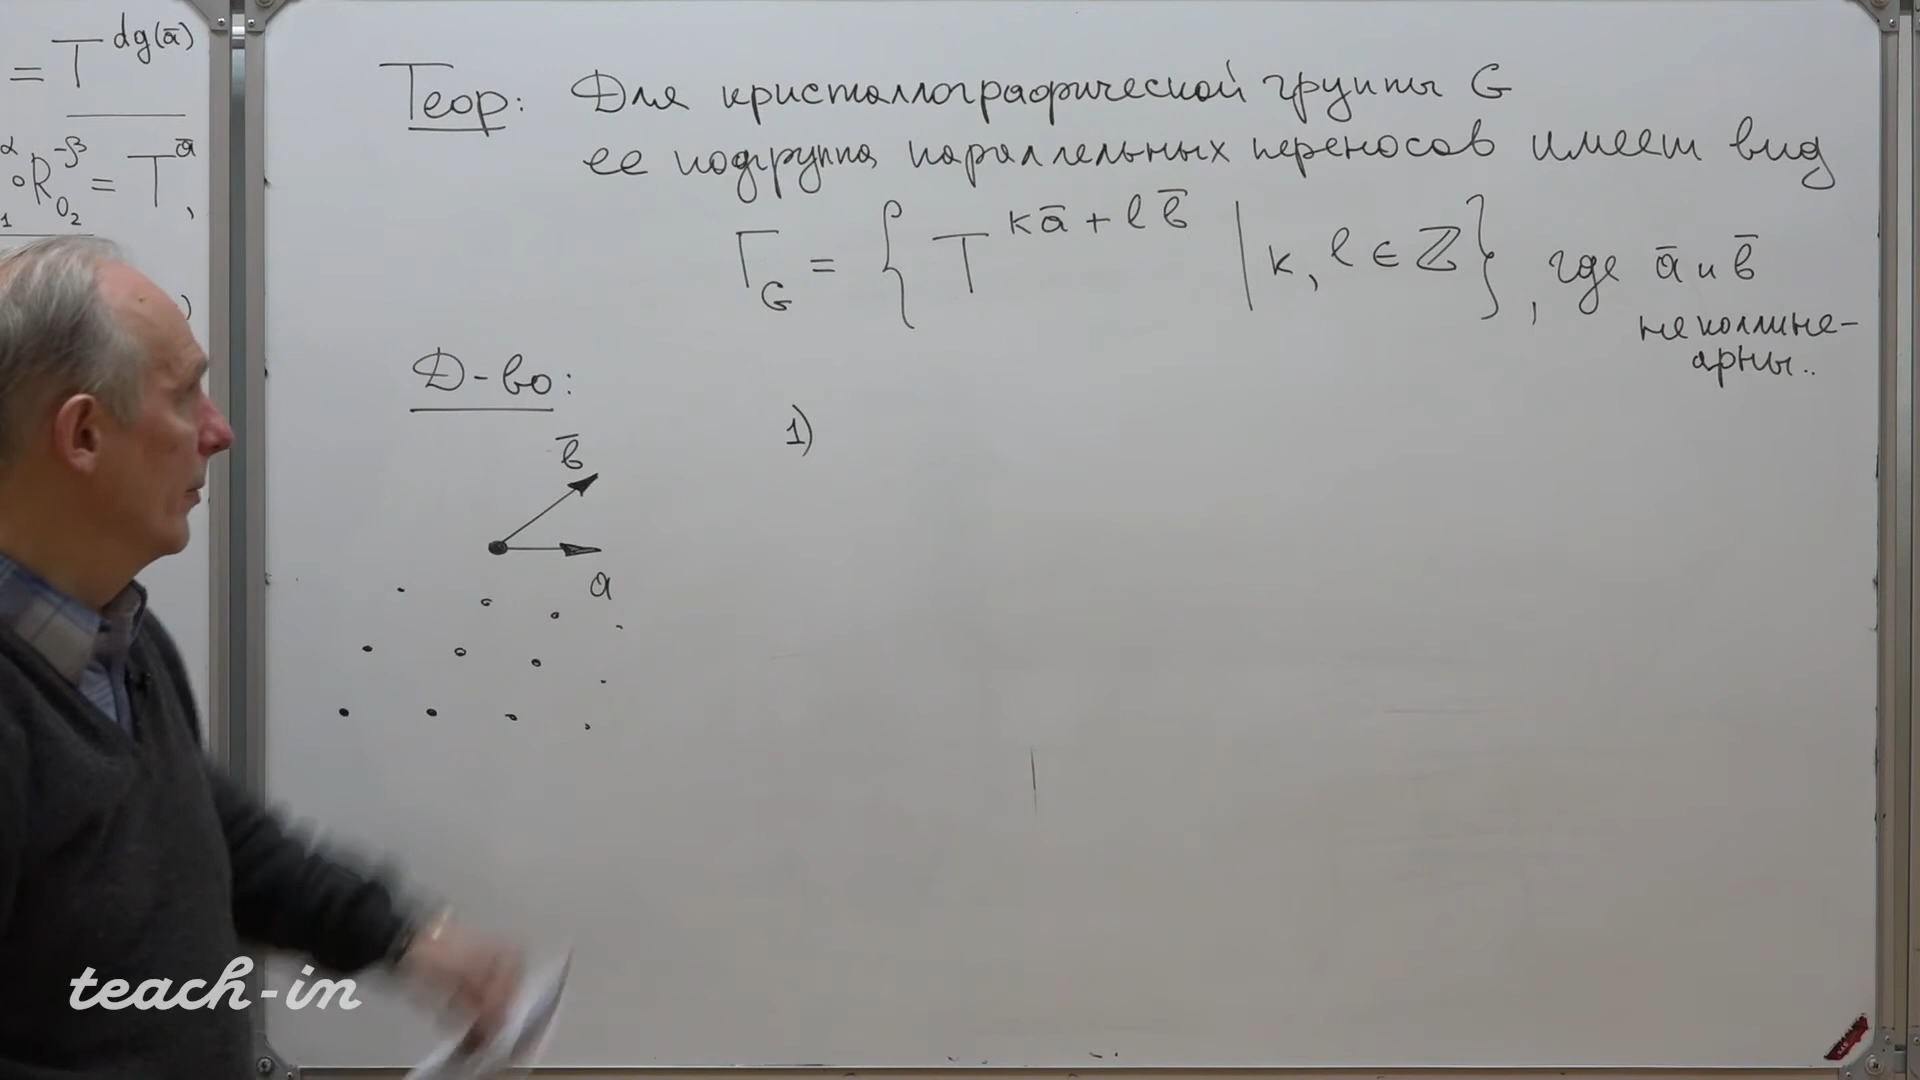 = T^{dg(ā)}
α
∘R_{O_2}^{-β} = T^{ā},
1
)
Теор: Для кристаллографической группы G
ее подгруппа параллельных переносов имеет вид
Γ_G = { T^{kā + lb̄} | k, l ∈ ℤ }, где ā и b̄
неколлине-
арны..
Д-во:
1)
b̄
a
teach-in